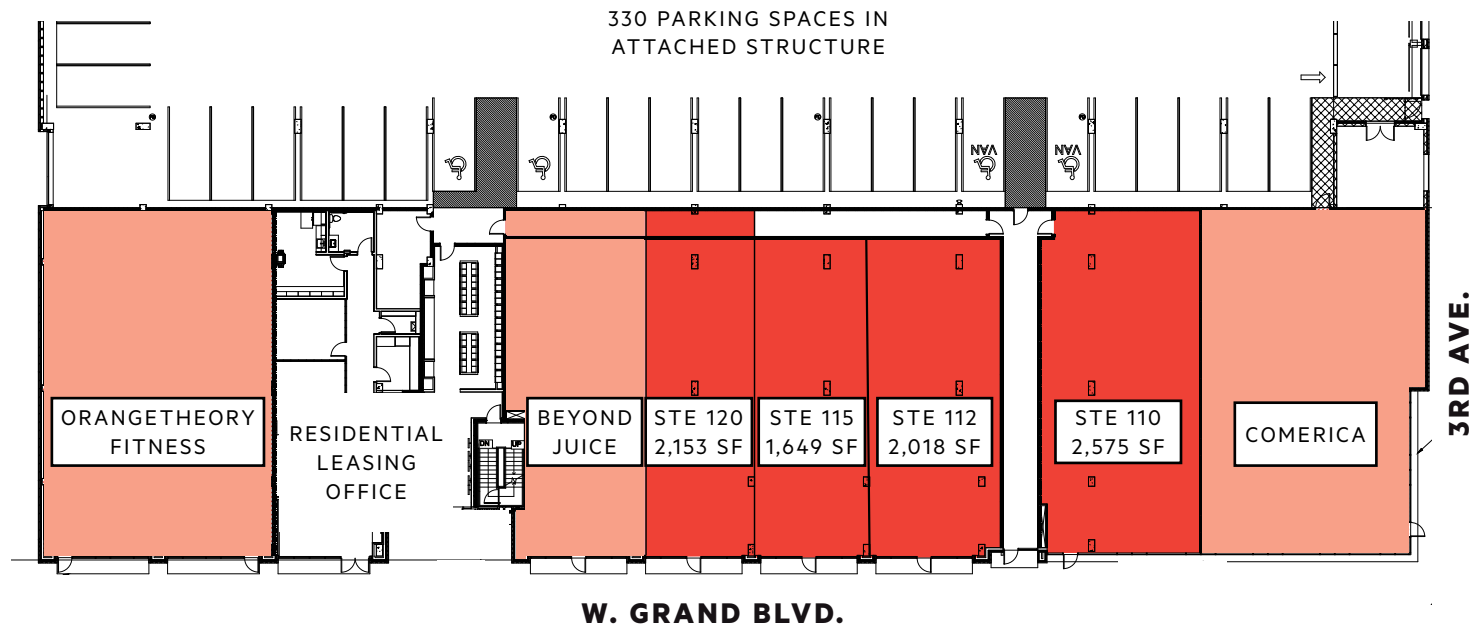 330 PARKING SPACES IN
ATTACHED STRUCTURE
VAN
VAN
ORANGETHEORY
FITNESS
RESIDENTIAL
LEASING
OFFICE
DN UP
BEYOND
JUICE
STE 120
2,153 SF
STE 115
1,649 SF
STE 112
2,018 SF
STE 110
2,575 SF
COMERICA
3RD AVE.
W. GRAND BLVD.